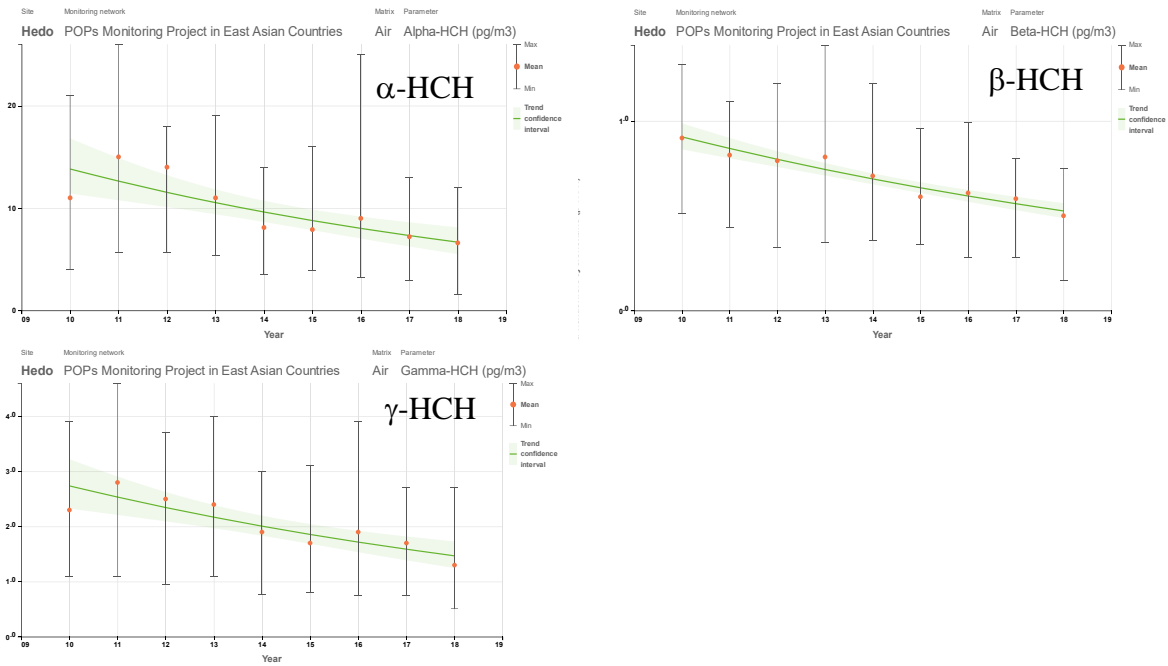 Site Monitoring network Matrix Parameter
Hedo POPs Monitoring Project in East Asian Countries Air Alpha-HCH (pg/m3)
Max
Mean
Min
Trend
confidence
interval
α-HCH
20
10
0
09 10 11 12 13 14 15 16 17 18 19
Year
Site Monitoring network Matrix Parameter
Hedo POPs Monitoring Project in East Asian Countries Air Beta-HCH (pg/m3)
Max
Mean
Min
Trend
confidence
interval
β-HCH
1.0
0.0
09 10 11 12 13 14 15 16 17 18 19
Year
Site Monitoring network Matrix Parameter
Hedo POPs Monitoring Project in East Asian Countries Air Gamma-HCH (pg/m3)
Max
Mean
Min
Trend
confidence
interval
γ-HCH
4.0
3.0
2.0
1.0
0.0
09 10 11 12 13 14 15 16 17 18 19
Year